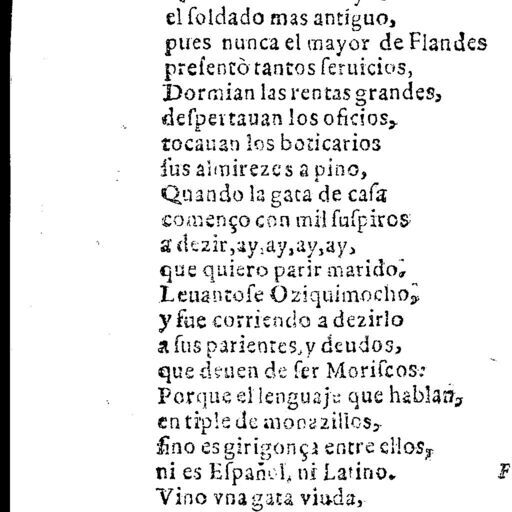 el ſoldado mas antiguo,
pues nunca el mayor de Flandes
preſentò tantos ſeruicios,
Dormian las rentas grandes,
deſpertauan los oficios,
tocauan los boticarios
ſus almirezes a pino,
Quando la gata de caſa
començo con mil ſuſpiros
a dezir, ay, ay, ay, ay,
que quiero parir marido.
Leuantoſe Oziquimocho,
y fue corriendo a dezirlo
a ſus parientes, y deudos,
que deuen de ſer Moriſcos:
Porque el lenguaje que hablan,
en tiple de monazillos,
ſino es girigonça entre ellos,
ni es Eſpañol, ni Latino.
F
Vino vna gata viuda,